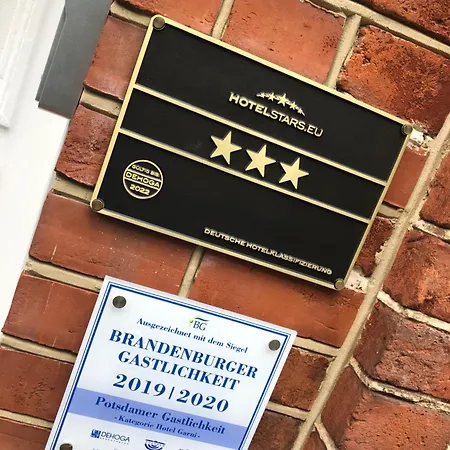 HOTELSTARS.EU
GÜLTIG BIS
DEHOGA
2022
DEUTSCHE HOTELKLASSIFIZIERUNG
BG
Ausgezeichnet mit dem Siegel
BRANDENBURGER
GASTLICHKEIT
2019|2020
Potsdamer Gastlichkeit
- Kategorie Hotel Garni -
DEHOGA